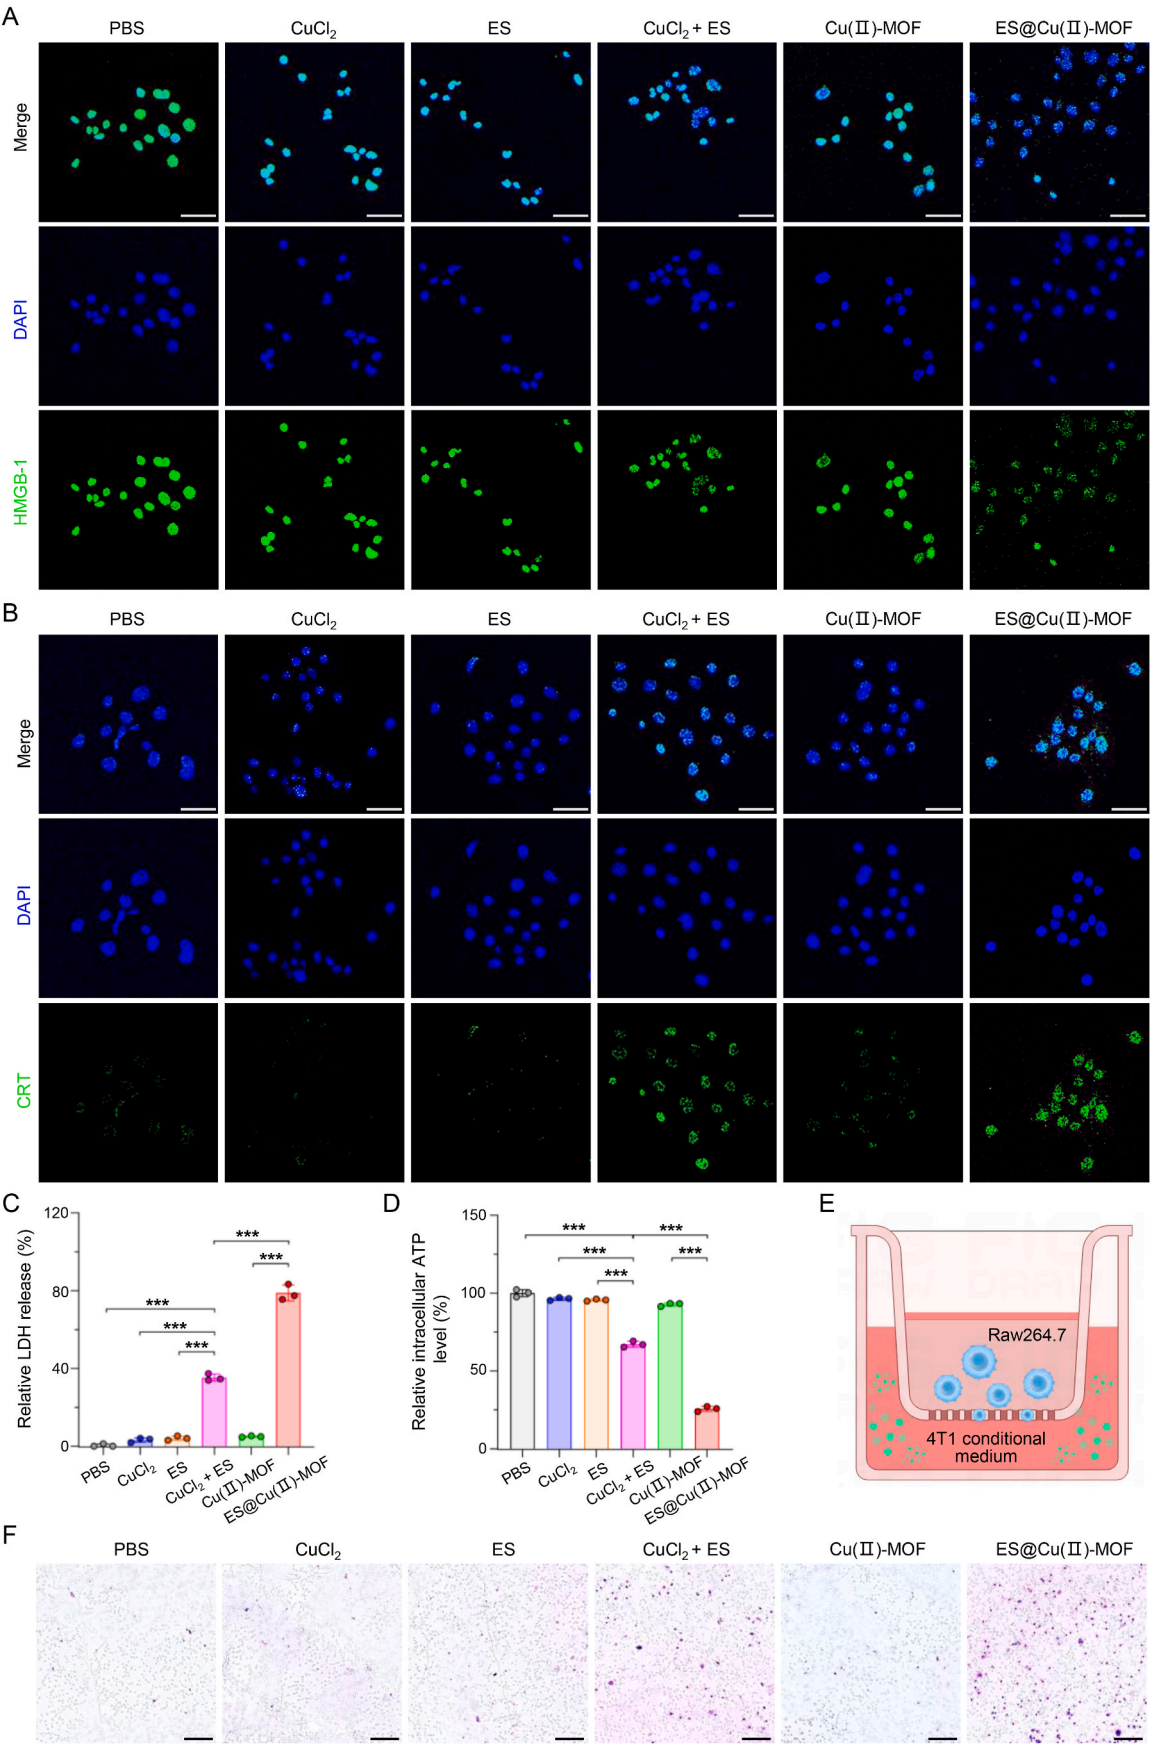 A
PBS
CuCl2
ES
CuCl2 + ES
Cu(Ⅱ)-MOF
ES@Cu(Ⅱ)-MOF
Merge
DAPI
HMGB-1
B
PBS
CuCl2
ES
CuCl2 + ES
Cu(Ⅱ)-MOF
ES@Cu(Ⅱ)-MOF
Merge
DAPI
CRT
C
Relative LDH release (%)
120
80
40
0
***
***
***
***
***
PBS
CuCl2
ES
CuCl2 + ES
Cu(Ⅱ)-MOF
ES@Cu(Ⅱ)-MOF
D
Relative intracellular ATP
level (%)
150
100
50
0
***
***
***
***
***
PBS
CuCl2
ES
CuCl2 + ES
Cu(Ⅱ)-MOF
ES@Cu(Ⅱ)-MOF
E
Raw264.7
4T1 conditional
medium
F
PBS
CuCl2
ES
CuCl2 + ES
Cu(Ⅱ)-MOF
ES@Cu(Ⅱ)-MOF